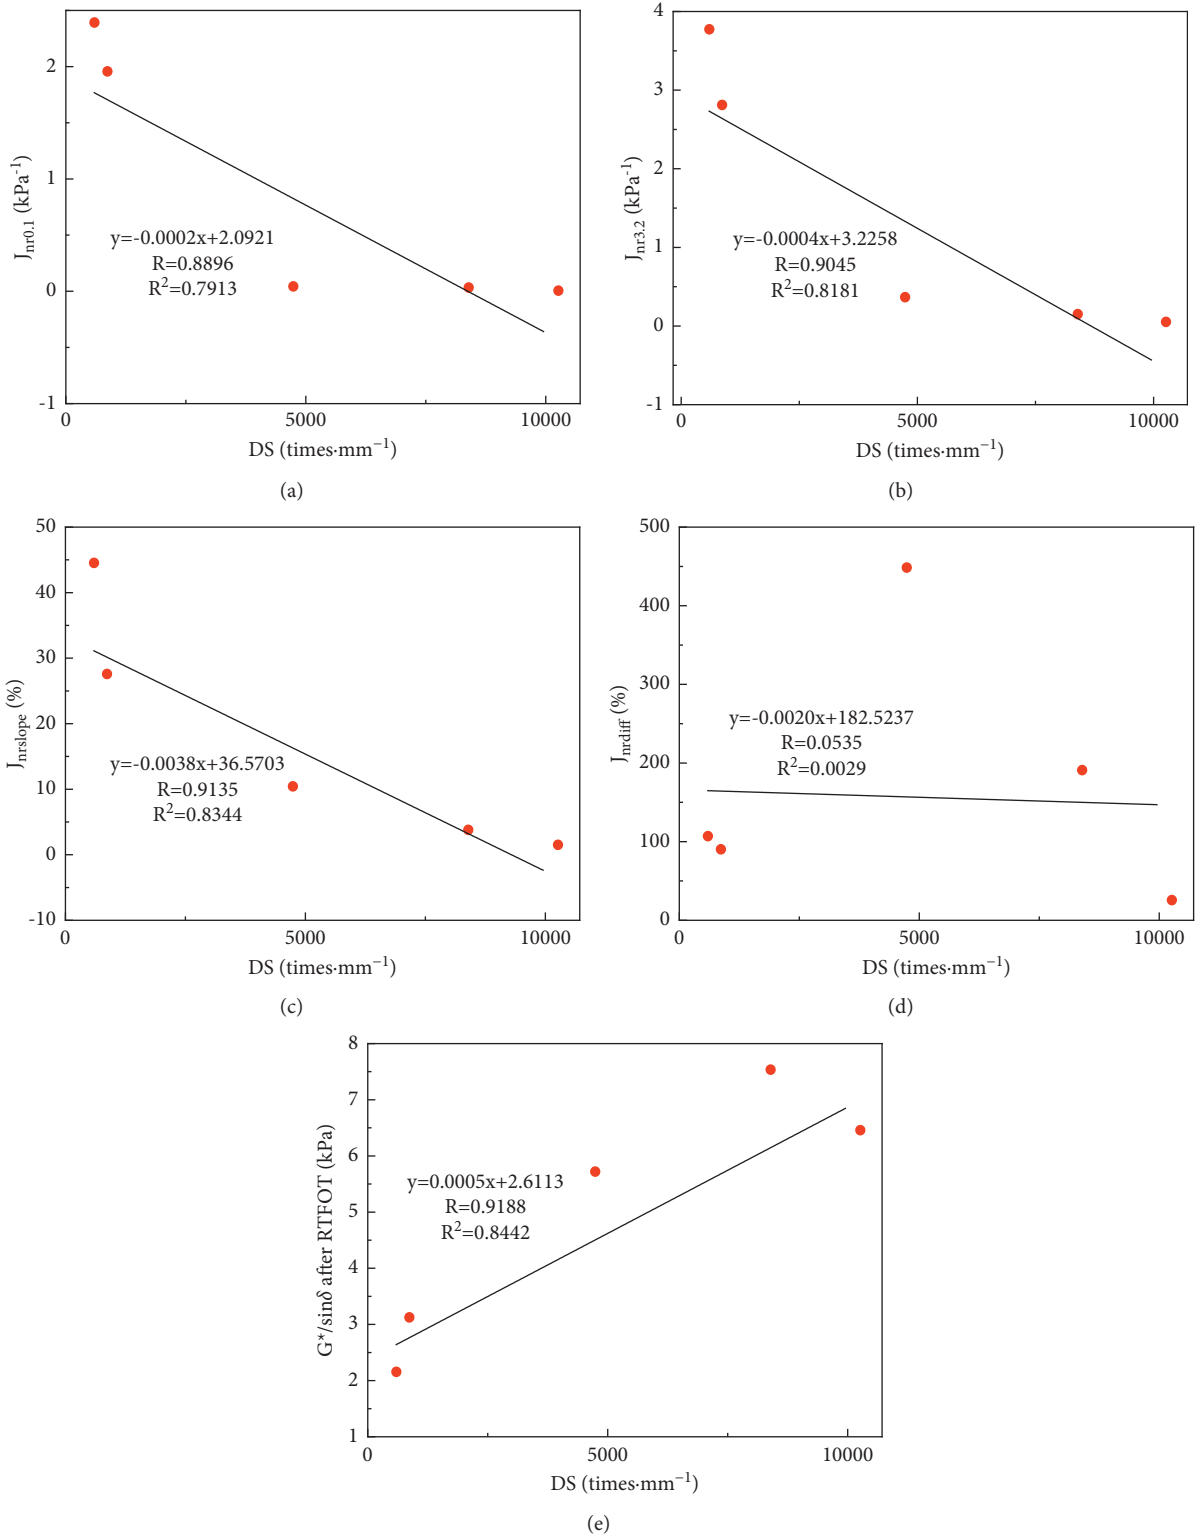 2
1
0
-1
0
5000
10000
J_nr0.1 (kPa⁻¹)
y=-0.0002x+2.0921
R=0.8896
R²=0.7913
DS (times·mm⁻¹)
(a)
4
3
2
1
0
-1
0
5000
10000
J_nr3.2 (kPa⁻¹)
y=-0.0004x+3.2258
R=0.9045
R²=0.8181
DS (times·mm⁻¹)
(b)
50
40
30
20
10
0
-10
0
5000
10000
J_nrslope (%)
y=-0.0038x+36.5703
R=0.9135
R²=0.8344
DS (times·mm⁻¹)
(c)
500
400
300
200
100
0
0
5000
10000
J_nrdiff (%)
y=-0.0020x+182.5237
R=0.0535
R²=0.0029
DS (times·mm⁻¹)
(d)
8
7
6
5
4
3
2
1
0
5000
10000
G*/sinδ after RTFOT (kPa)
y=0.0005x+2.6113
R=0.9188
R²=0.8442
DS (times·mm⁻¹)
(e)